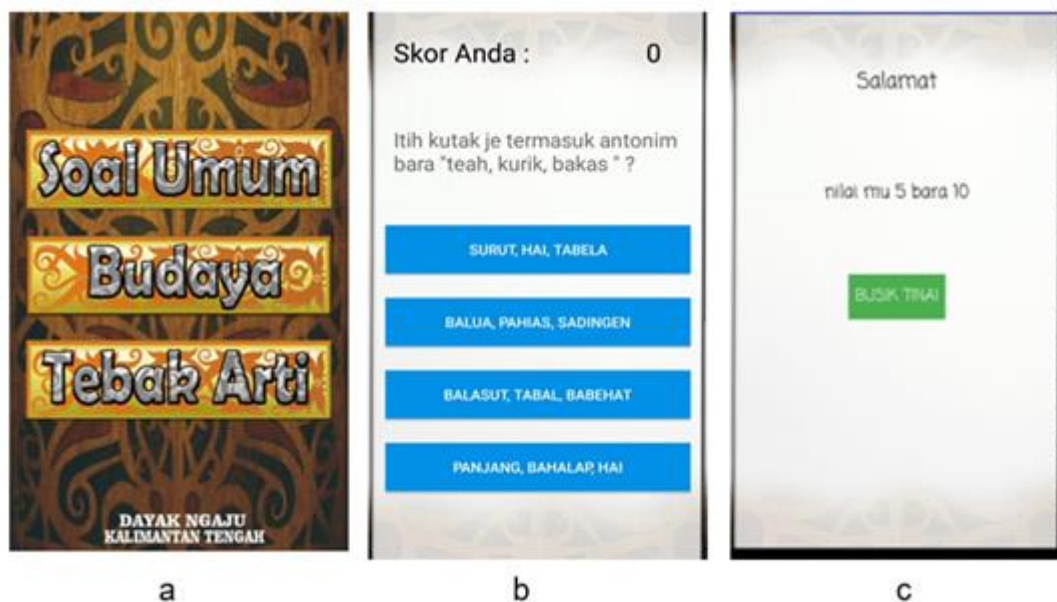 Soal Umum
Budaya
Tebak Arti
DAYAK NGAJU
KALIMANTAN TENGAH
a
Skor Anda : 0
Itih kutak je termasuk antonim
bara "teah, kurik, bakas " ?
SURUT, HAI, TABELA
BALUA, PAHIAS, SADINGEN
BALASUT, TABAL, BABEHAT
PANJANG, BAHALAP, HAI
b
Salamat
nilai mu 5 bara 10
BUSIK TINAI
c